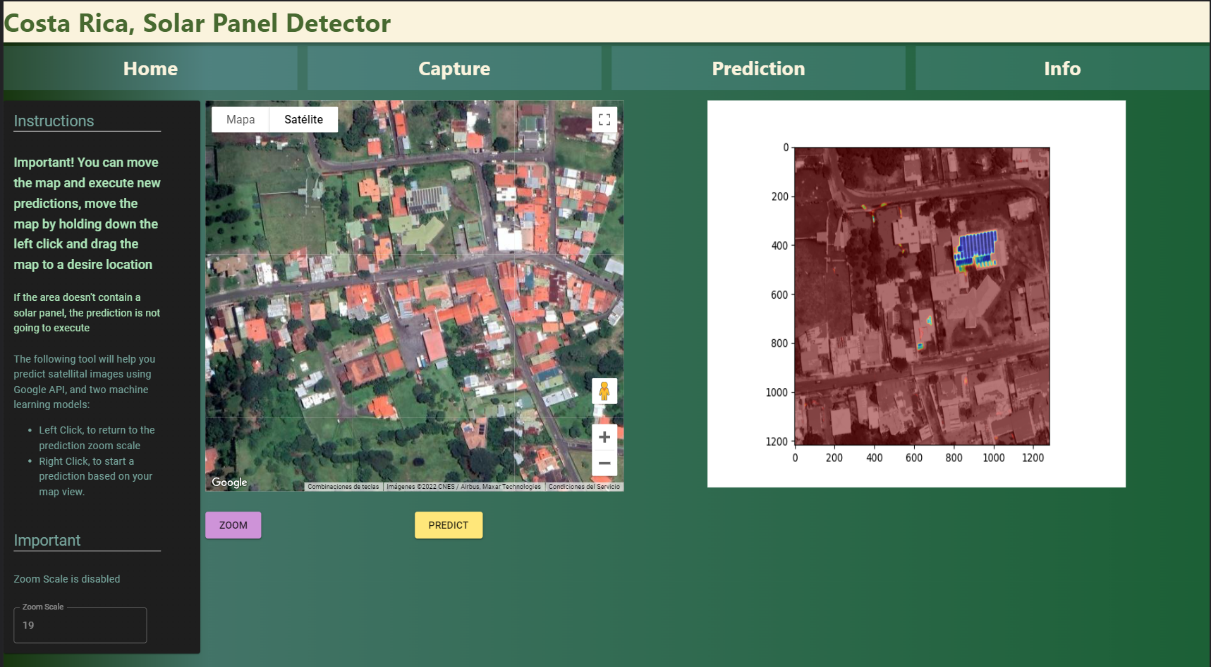 Costa Rica, Solar Panel Detector
Home
Capture
Prediction
Info
Instructions
Important! You can move
the map and execute new
predictions, move the
map by holding down the
left click and drag the
map to a desire location
If the area doesn't contain a
solar panel, the prediction is not
going to execute
The following tool will help you
predict satellital images using
Google API, and two machine
learning models:
• Left Click, to return to the
prediction zoom scale
• Right Click, to start a
prediction based on your
map view.
Important
Zoom Scale is disabled
Zoom Scale
19
Mapa
Satélite
Google
Combinaciones de teclas
Imágenes ©2022 CNES / Airbus, Maxar Technologies
Condiciones del Servicio
ZOOM
PREDICT
0
200
400
600
800
1000
1200
0 200 400 600 800 1000 1200